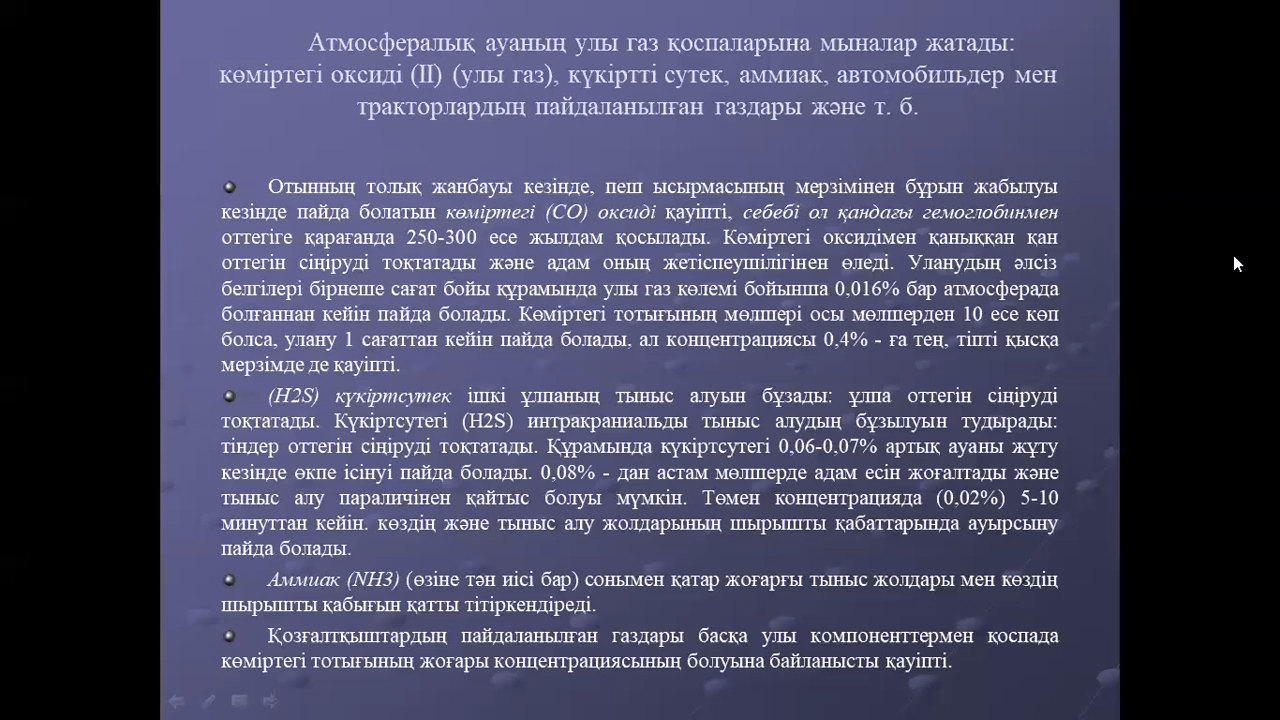 Атмосфералық ауаның улы газ қоспаларына мыналар жатады:
көміртегі оксиді (II) (улы газ), күкіртті сутек, аммиак, автомобильдер мен
тракторлардың пайдаланылған газдары және т. б.
Отынның толық жанбауы кезінде, пеш ысырмасының мерзімінен бұрын жабылуы
кезінде пайда болатын көміртегі (СО) оксиді қауіпті, себебі ол қандағы гемоглобинмен
оттегіге қарағанда 250-300 есе жылдам қосылады. Көміртегі оксидімен қаныққан қан
оттегін сіңіруді тоқтатады және адам оның жетіспеушілігінен өледі. Уланудың әлсіз
белгілері бірнеше сағат бойы құрамында улы газ көлемі бойынша 0,016% бар атмосферада
болғаннан кейін пайда болады. Көміртегі тотығының мөлшері осы мөлшерден 10 есе көп
болса, улану 1 сағаттан кейін пайда болады, ал концентрациясы 0,4% - ға тең, тіпті қысқа
мерзімде де қауіпті.
(H2S) күкіртсутек ішкі ұлпаның тыныс алуын бұзады: ұлпа оттегін сіңіруді
тоқтатады. Күкіртсутегі (H2S) интракраниальды тыныс алудың бұзылуын тудырады:
тіндер оттегін сіңіруді тоқтатады. Құрамында күкіртсутегі 0,06-0,07% артық ауаны жұту
кезінде өкпе ісінуі пайда болады. 0,08% - дан астам мөлшерде адам есін жоғалтады және
тыныс алу параличінен қайтыс болуы мүмкін. Төмен концентрацияда (0,02%) 5-10
минуттан кейін. көздің және тыныс алу жолдарының шырышты қабаттарында ауырсыну
пайда болады.
Аммиак (NH3) (өзіне тән иісі бар) сонымен қатар жоғарғы тыныс жолдары мен көздің
шырышты қабығын қатты тітіркендіреді.
Қозғалтқыштардың пайдаланылған газдары басқа улы компоненттермен қоспада
көміртегі тотығының жоғары концентрациясының болуына байланысты қауіпті.